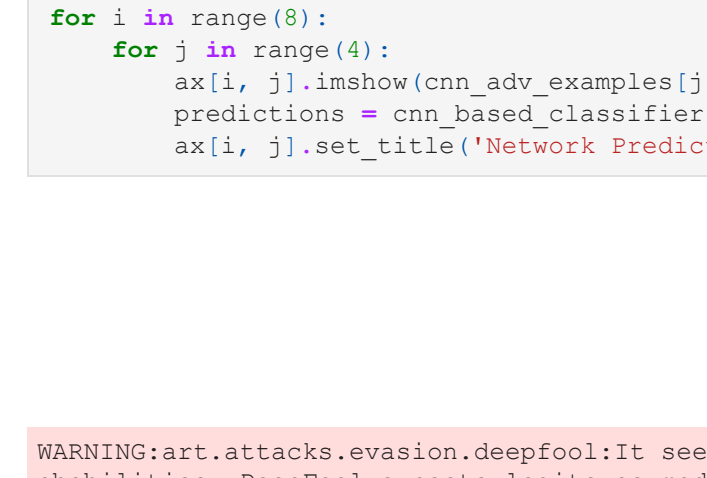 for i in range(8):
    for j in range(4):
        ax[i, j].imshow(cnn_adv_examples[j
        predictions = cnn_based_classifier
        ax[i, j].set_title('Network Predic
WARNING:art.attacks.evasion.deepfool:It see